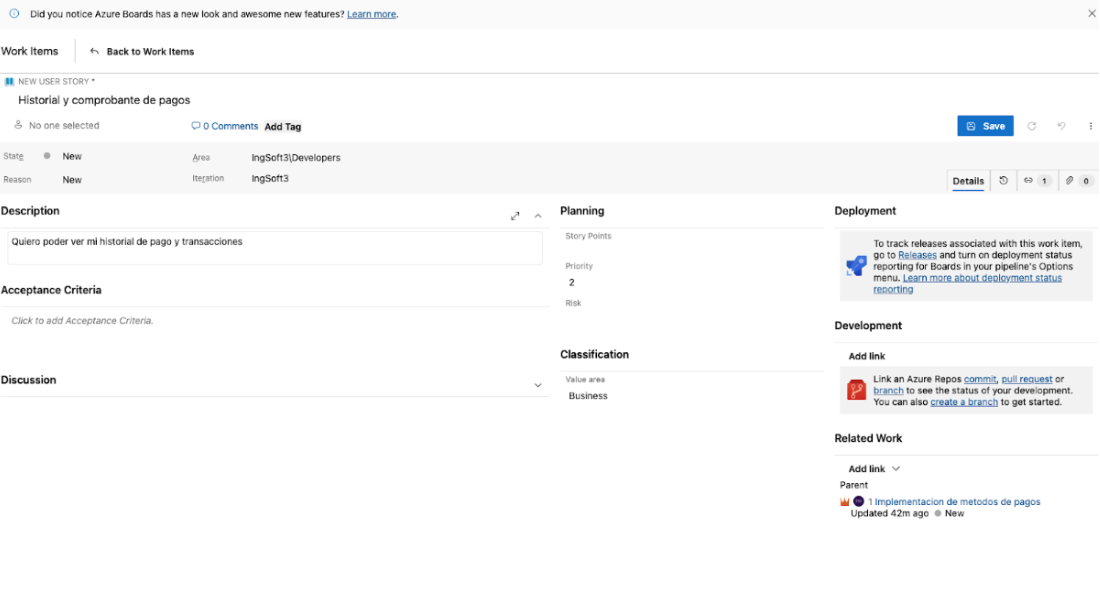 Did you notice Azure Boards has a new look and awesome new features? Learn more.
Work Items
Back to Work Items
NEW USER STORY *
Historial y comprobante de pagos
No one selected
0 Comments
Add Tag
Save
State
New
Area
IngSoft3\Developers
Reason
New
Iteration
IngSoft3
Details
1
0
Description
Quiero poder ver mi historial de pago y transacciones
Acceptance Criteria
Click to add Acceptance Criteria.
Discussion
Planning
Story Points
Priority
2
Risk
Classification
Value area
Business
Deployment
To track releases associated with this work item,
go to Releases and turn on deployment status
reporting for Boards in your pipeline's Options
menu. Learn more about deployment status
reporting
Development
Add link
Link an Azure Repos commit, pull request or
branch to see the status of your development.
You can also create a branch to get started.
Related Work
Add link
Parent
1 Implementacion de metodos de pagos
Updated 42m ago
New